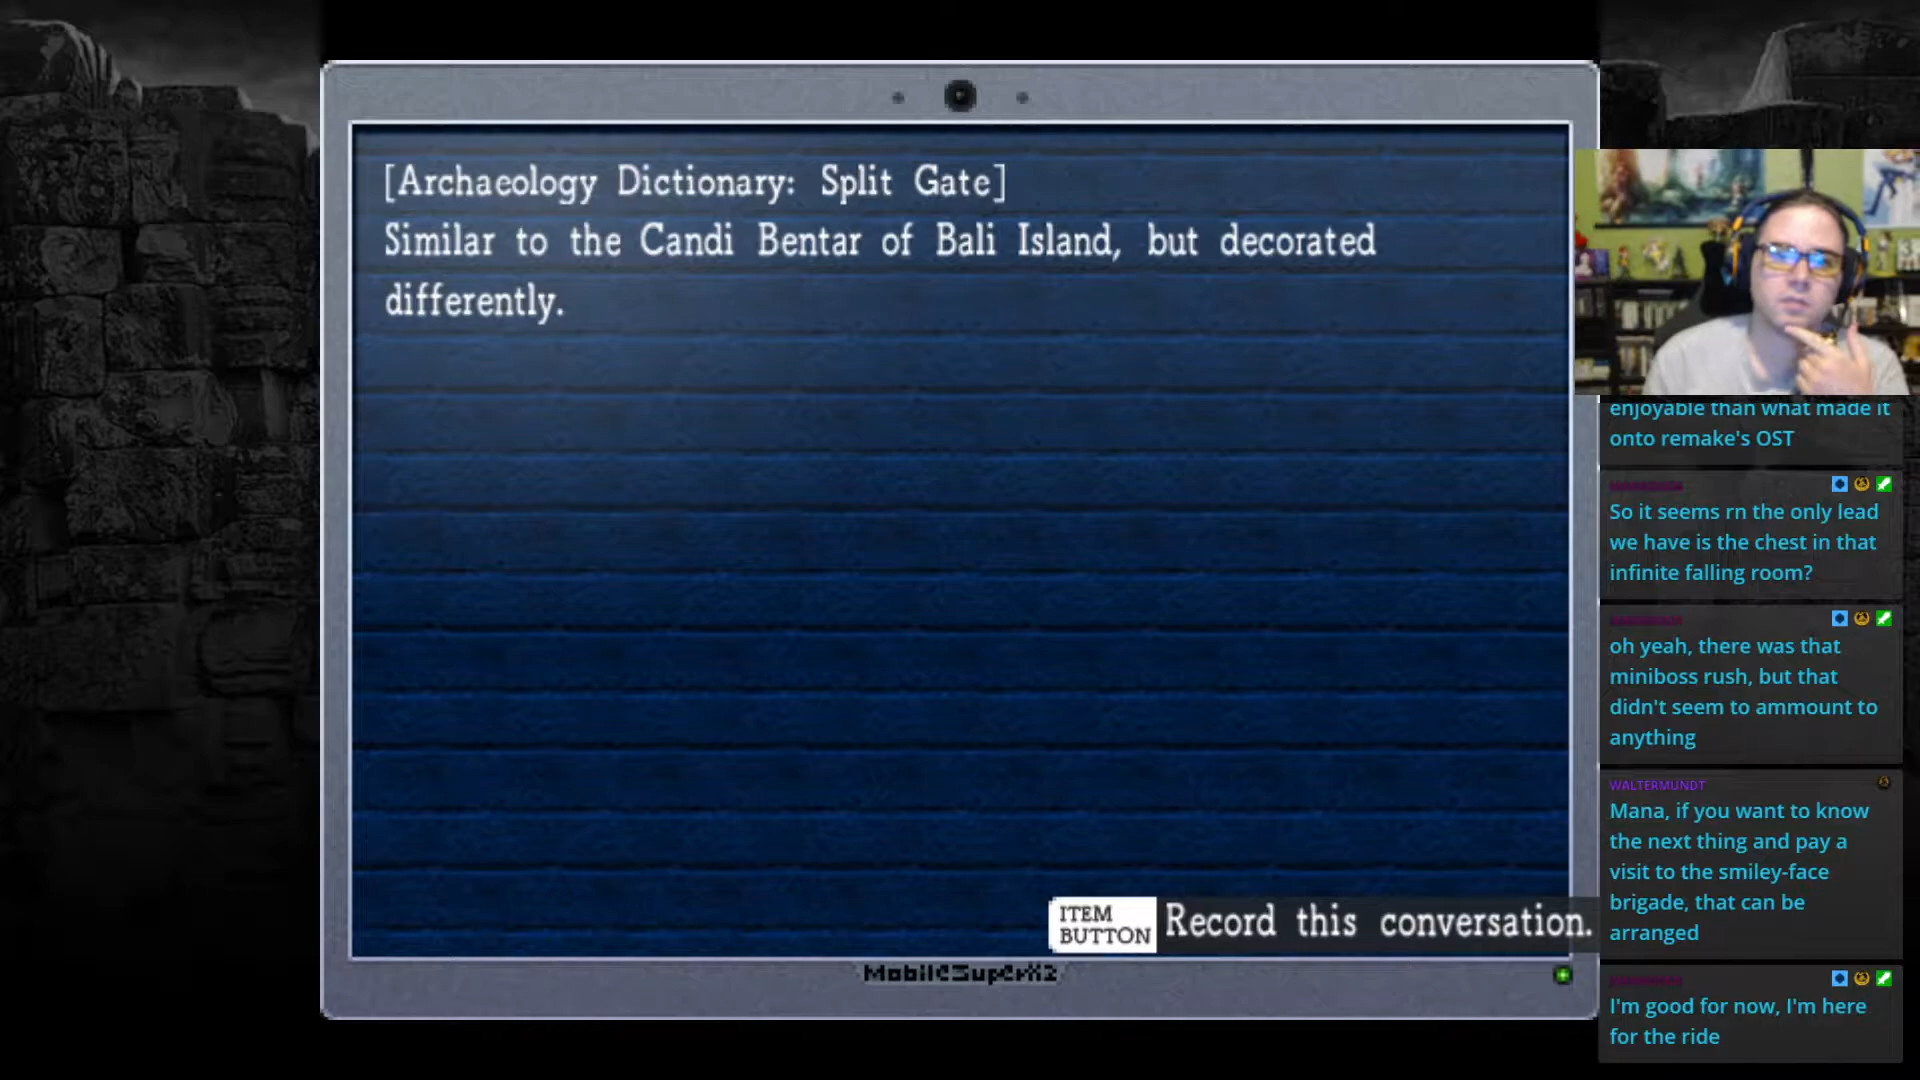 [Archaeology Dictionary: Split Gate]
Similar to the Candi Bentar of Bali Island, but decorated
differently.
ITEM
BUTTON
Record this conversation.
MobileSuperX2
enjoyable than what made it
onto remake's OST
So it seems rn the only lead
we have is the chest in that
infinite falling room?
oh yeah, there was that
miniboss rush, but that
didn't seem to ammount to
anything
WALTERMUNDT
Mana, if you want to know
the next thing and pay a
visit to the smiley-face
brigade, that can be
arranged
I'm good for now, I'm here
for the ride